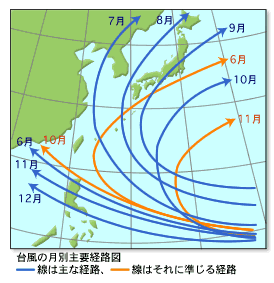 7月
8月
9月
6月
10月
11月
6月
10月
11月
12月
台風の月別主要経路図
線は主な経路、 線はそれに準じる経路